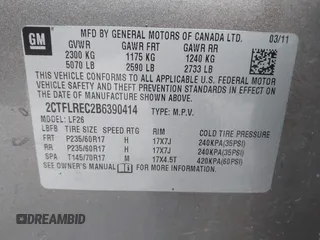 GM
MFD BY GENERAL MOTORS OF CANADA LTD.
GVWR GAWR FRT GAWR RR 03/11
2300 KG 1175 KG 1240 KG
5070 LB 2590 LB 2733 LB
THIS VEHICLE CONFORMS TO ALL APPLICABLE U.S. FEDERAL MOTOR
VEHICLE SAFETY, BUMPER, AND THEFT PREVENTION STANDARDS IN
EFFECT ON THE DATE OF MANUFACTURE SHOWN ABOVE.
2CTFLREC2B6390414 TYPE: M.P.V.
MODEL: LF26
LBFB TIRE SIZE SPEED RTG RIM COLD TIRE PRESSURE
FRT P235/60R17 H 17X7J 240KPA(35PSI)
RR P235/60R17 H 17X7J 240KPA(35PSI)
SPA T145/70R17 M 17X4.5T 420KPA(60PSI)
SEE OWNER'S MANUAL FOR ADDITIONAL INFORMATION.
DREAMBID